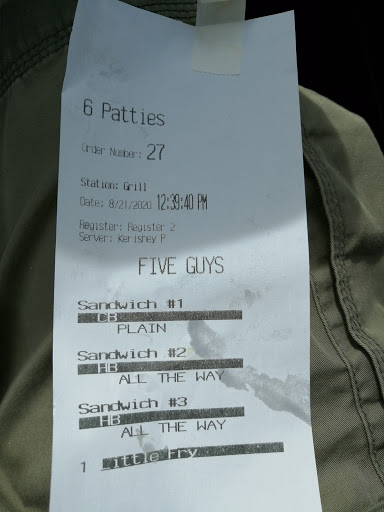 6 Patties
Order Number: 27
Station: Grill
Date: 8/21/2020 12:39:40 PM
Register: Register 2
Server: Kerishey P
FIVE GUYS
Sandwich #1
CB
PLAIN
Sandwich #2
HB
ALL THE WAY
Sandwich #3
HB
ALL THE WAY
1 Little Fry